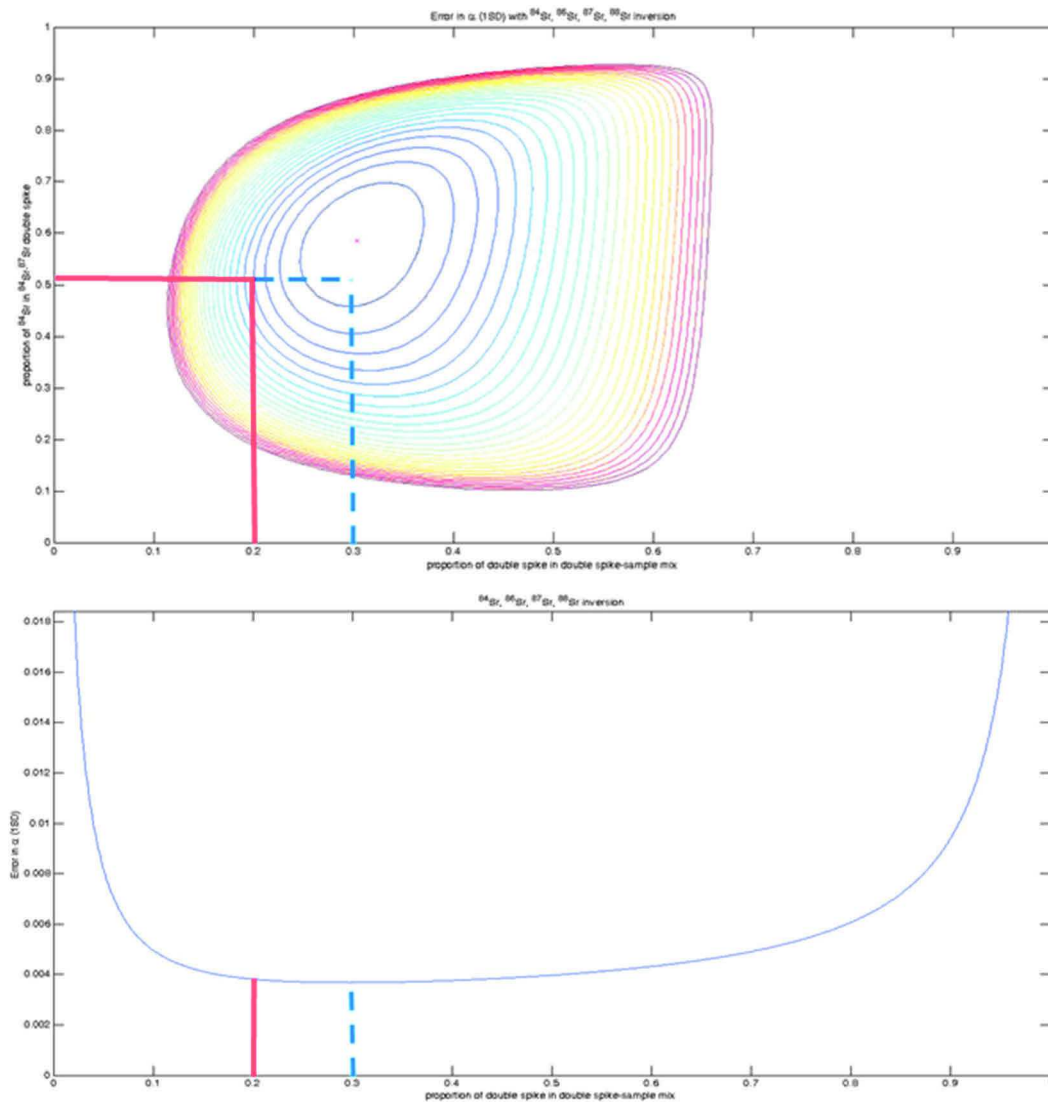 Error in α (1SD) with ⁸⁴Sr, ⁸⁶Sr, ⁸⁷Sr, ⁸⁸Sr inversion
proportion of ⁸⁴Sr in ⁸⁴Sr-⁸⁷Sr double spike
1
0.9
0.8
0.7
0.6
0.5
0.4
0.3
0.2
0.1
0
0 0.1 0.2 0.3 0.4 0.5 0.6 0.7 0.8 0.9
proportion of double spike in double spike-sample mix
⁸⁴Sr, ⁸⁶Sr, ⁸⁷Sr, ⁸⁸Sr inversion
Error in α (1SD)
0.018
0.016
0.014
0.012
0.01
0.008
0.006
0.004
0.002
0
0 0.1 0.2 0.3 0.4 0.5 0.6 0.7 0.8 0.9
proportion of double spike in double spike-sample mix